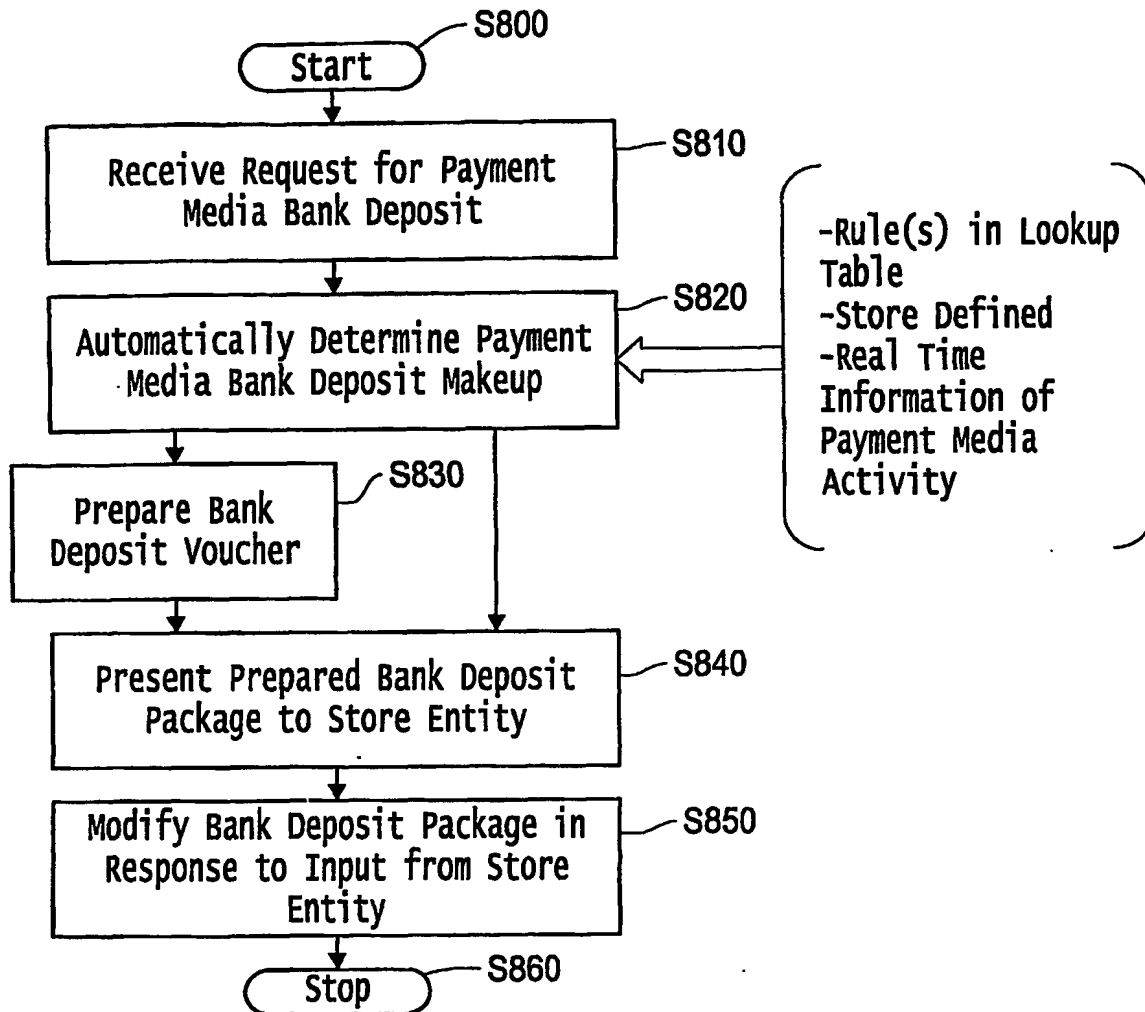 S800
Start
S810
Receive Request for Payment
Media Bank Deposit
S820
Automatically Determine Payment
Media Bank Deposit Makeup
-Rule(s) in Lookup
Table
-Store Defined
-Real Time
Information of
Payment Media
Activity
S830
Prepare Bank
Deposit Voucher
S840
Present Prepared Bank Deposit
Package to Store Entity
S850
Modify Bank Deposit Package in
Response to Input from Store
Entity
S860
Stop